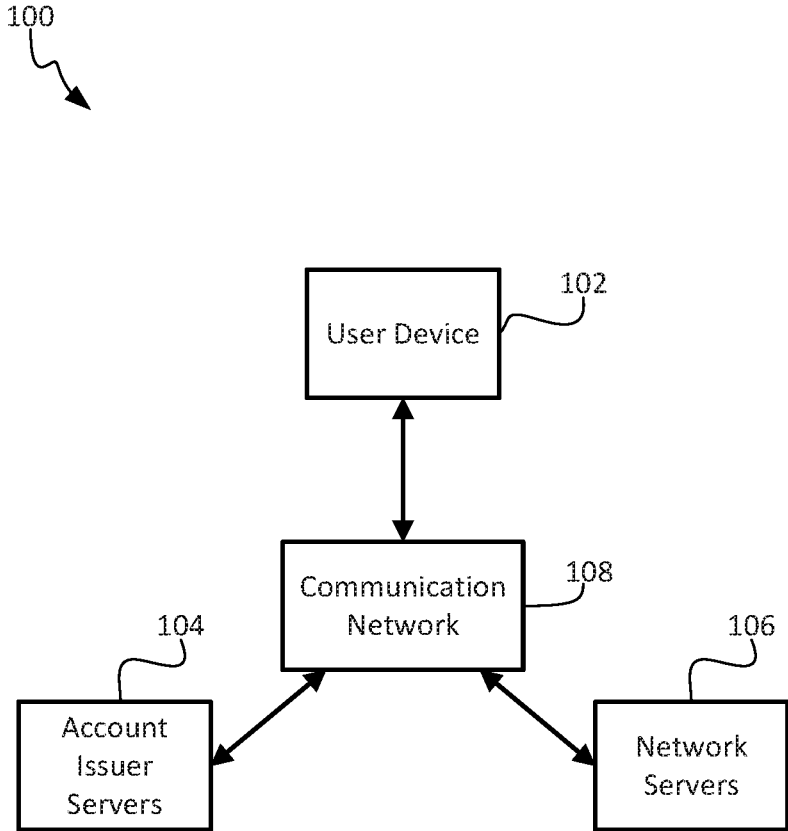 100
102
User Device
Communication
Network
108
104
106
Account
Issuer
Servers
Network
Servers